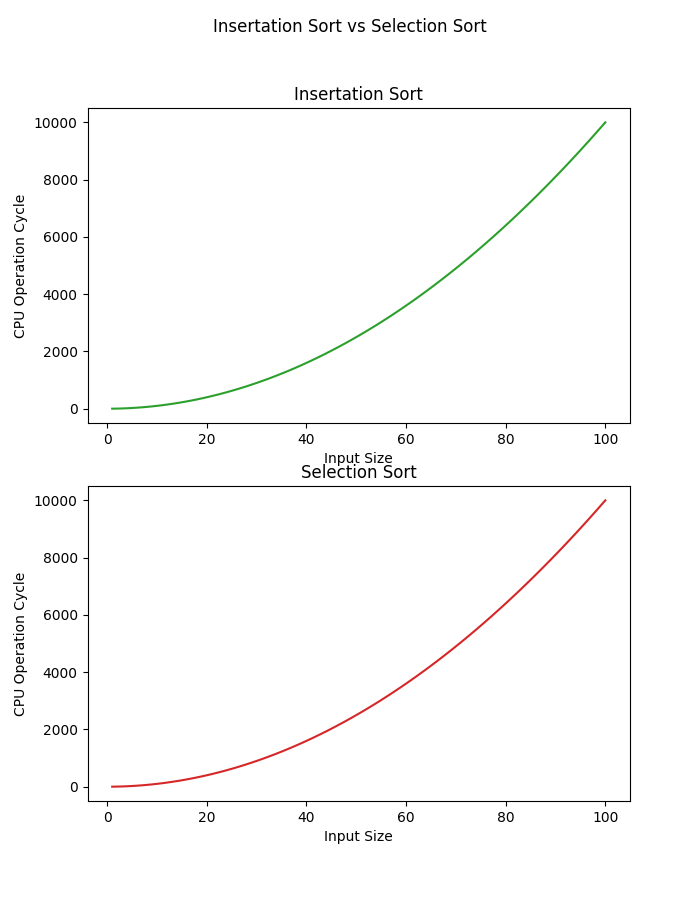 Insertation Sort vs Selection Sort
Insertation Sort
10000
8000
6000
4000
2000
0
CPU Operation Cycle
0 20 40 60 80 100
Input Size
Selection Sort
10000
8000
6000
4000
2000
0
CPU Operation Cycle
0 20 40 60 80 100
Input Size